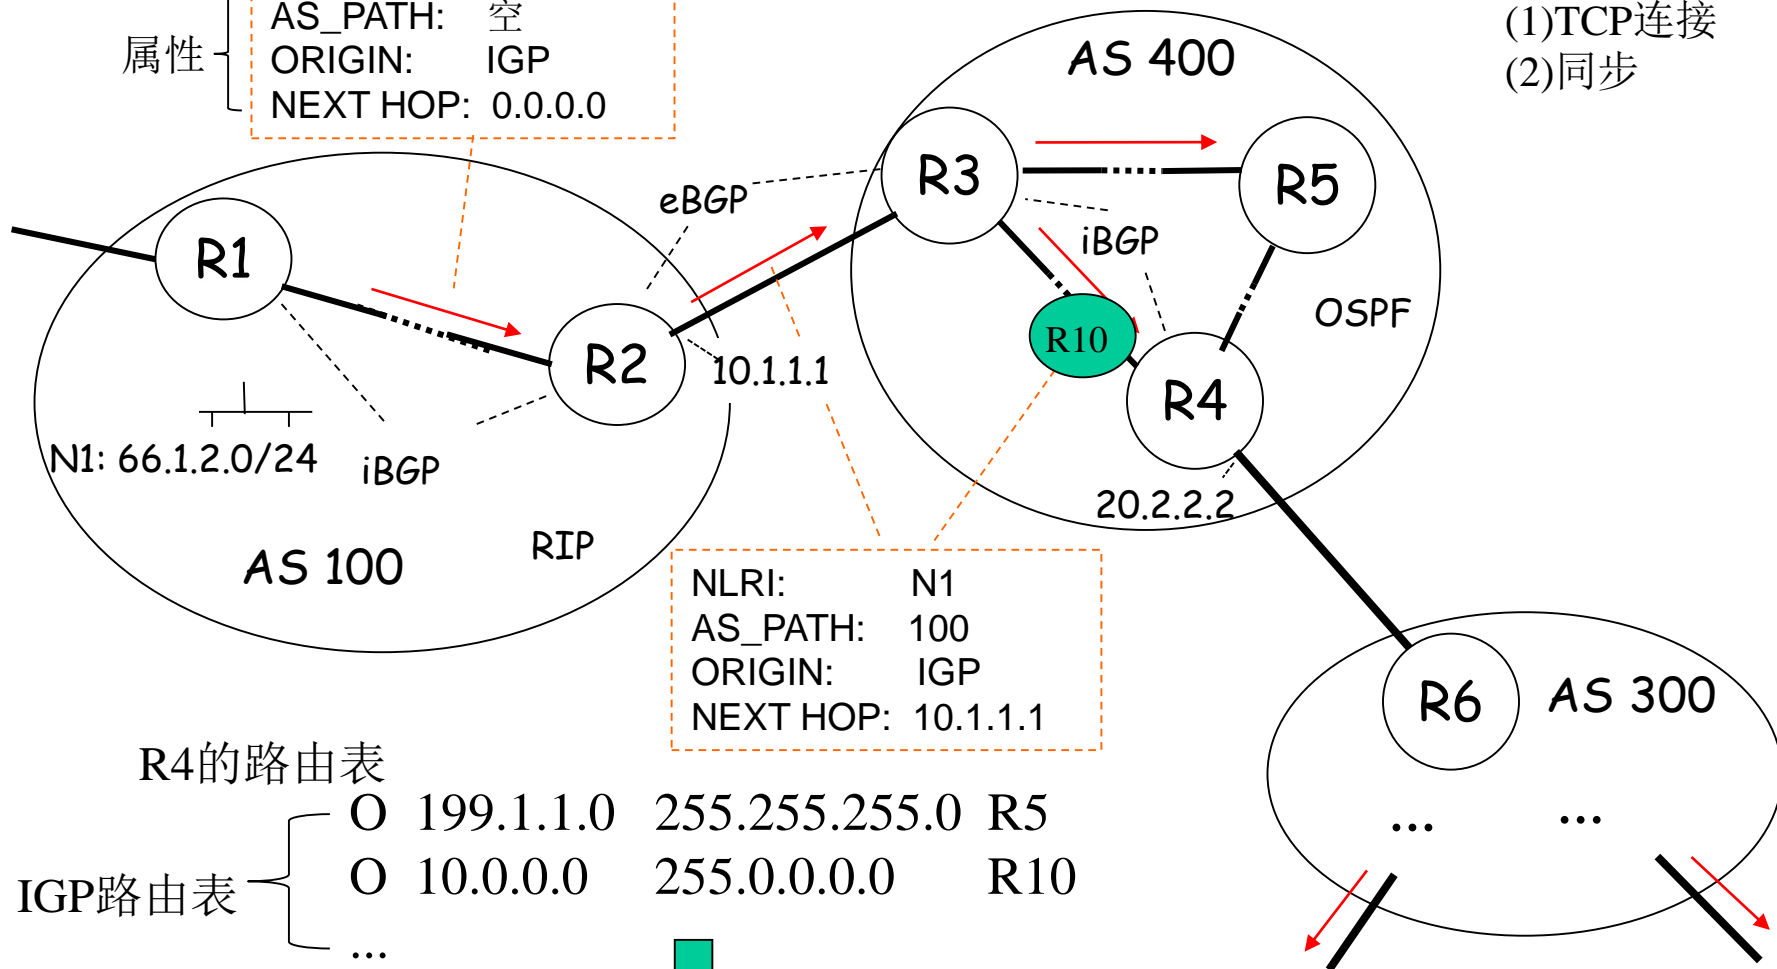 AS_PATH: 空
ORIGIN: IGP
NEXT HOP: 0.0.0.0
属性
(1)TCP连接
(2)同步
AS 400
R3
R5
eBGP
iBGP
R1
OSPF
R10
R2
10.1.1.1
R4
N1: 66.1.2.0/24
iBGP
20.2.2.2
RIP
AS 100
NLRI: N1
AS_PATH: 100
ORIGIN: IGP
NEXT HOP: 10.1.1.1
R6
AS 300
... ...
R4的路由表
O 199.1.1.0 255.255.255.0 R5
O 10.0.0.0 255.0.0.0 R10
IGP路由表
...